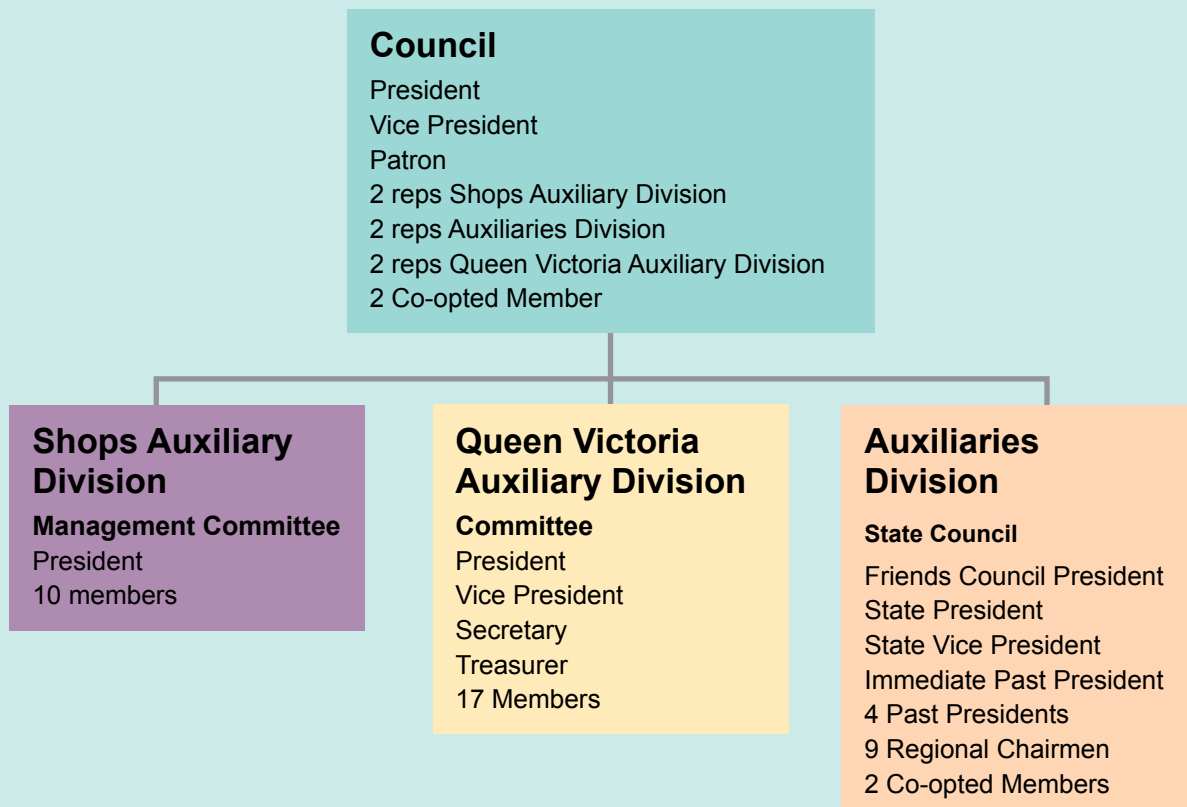 Council
President
Vice President
Patron
2 reps Shops Auxiliary Division
2 reps Auxiliaries Division
2 reps Queen Victoria Auxiliary Division
2 Co-opted Member
Shops Auxiliary
Division
Management Committee
President
10 members
Queen Victoria
Auxiliary Division
Committee
President
Vice President
Secretary
Treasurer
17 Members
Auxiliaries
Division
State Council
Friends Council President
State President
State Vice President
Immediate Past President
4 Past Presidents
9 Regional Chairmen
2 Co-opted Members